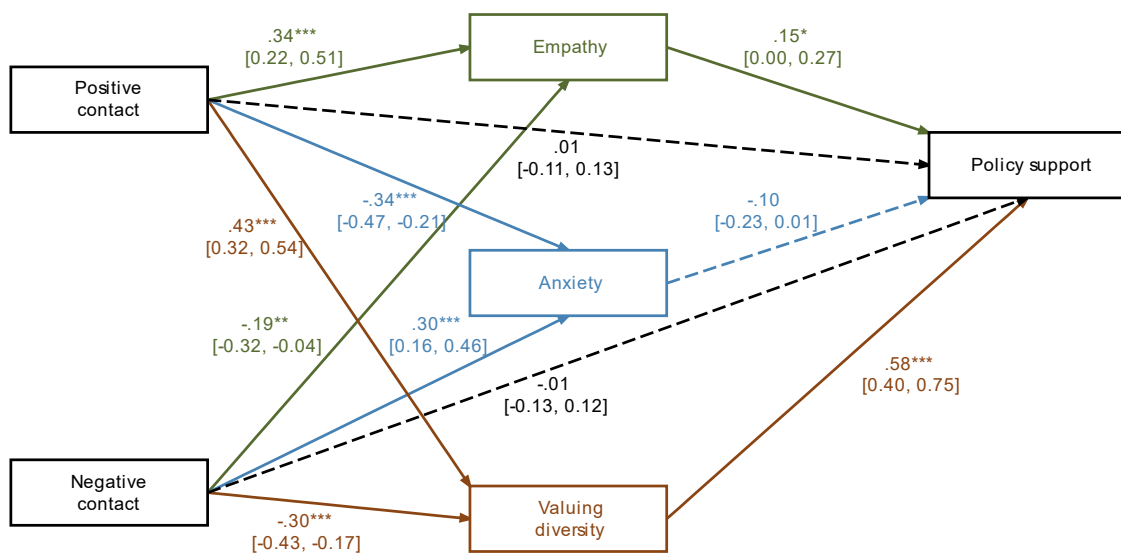 .34***
[0.22, 0.51]
Empathy
.15*
[0.00, 0.27]
Positive
contact
.01
[-0.11, 0.13]
Policy support
-.34***
[-0.47, -0.21]
-.10
[-0.23, 0.01]
.43***
[0.32, 0.54]
Anxiety
-.19**
[-0.32, -0.04]
.30***
[0.16, 0.46]
.58***
[0.40, 0.75]
-.01
[-0.13, 0.12]
Negative
contact
Valuing
diversity
-.30***
[-0.43, -0.17]